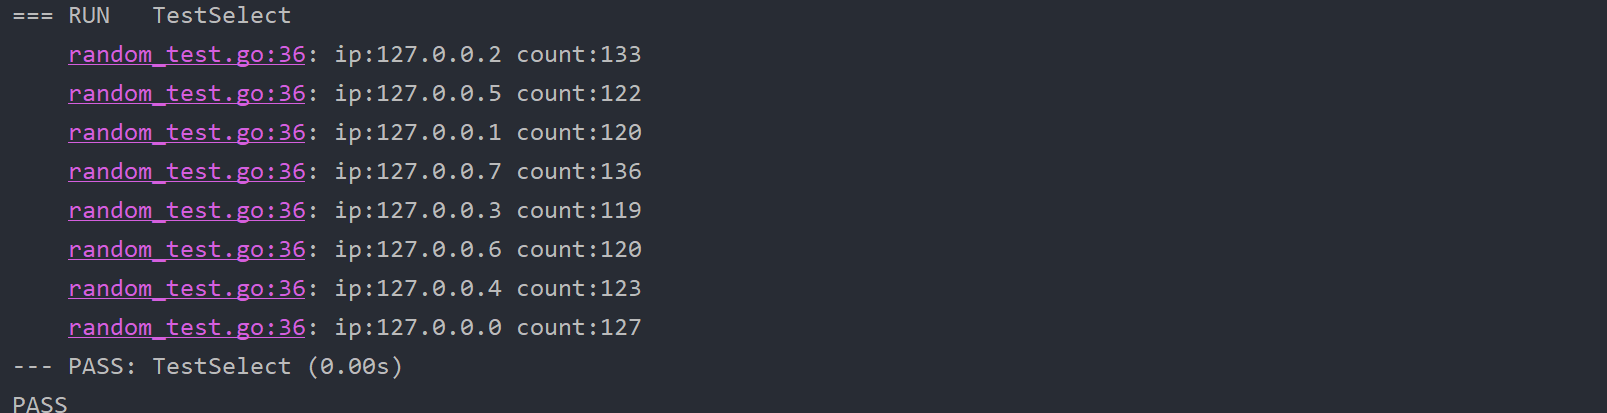 === RUN   TestSelect
    random_test.go:36: ip:127.0.0.2 count:133
    random_test.go:36: ip:127.0.0.5 count:122
    random_test.go:36: ip:127.0.0.1 count:120
    random_test.go:36: ip:127.0.0.7 count:136
    random_test.go:36: ip:127.0.0.3 count:119
    random_test.go:36: ip:127.0.0.6 count:120
    random_test.go:36: ip:127.0.0.4 count:123
    random_test.go:36: ip:127.0.0.0 count:127
--- PASS: TestSelect (0.00s)
PASS